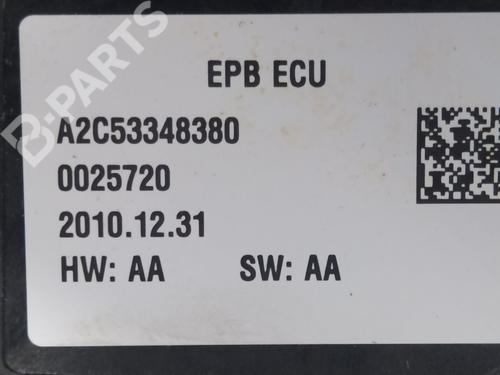 B-PARTS
EPB ECU
A2C53348380
0025720
2010.12.31
HW: AA SW: AA